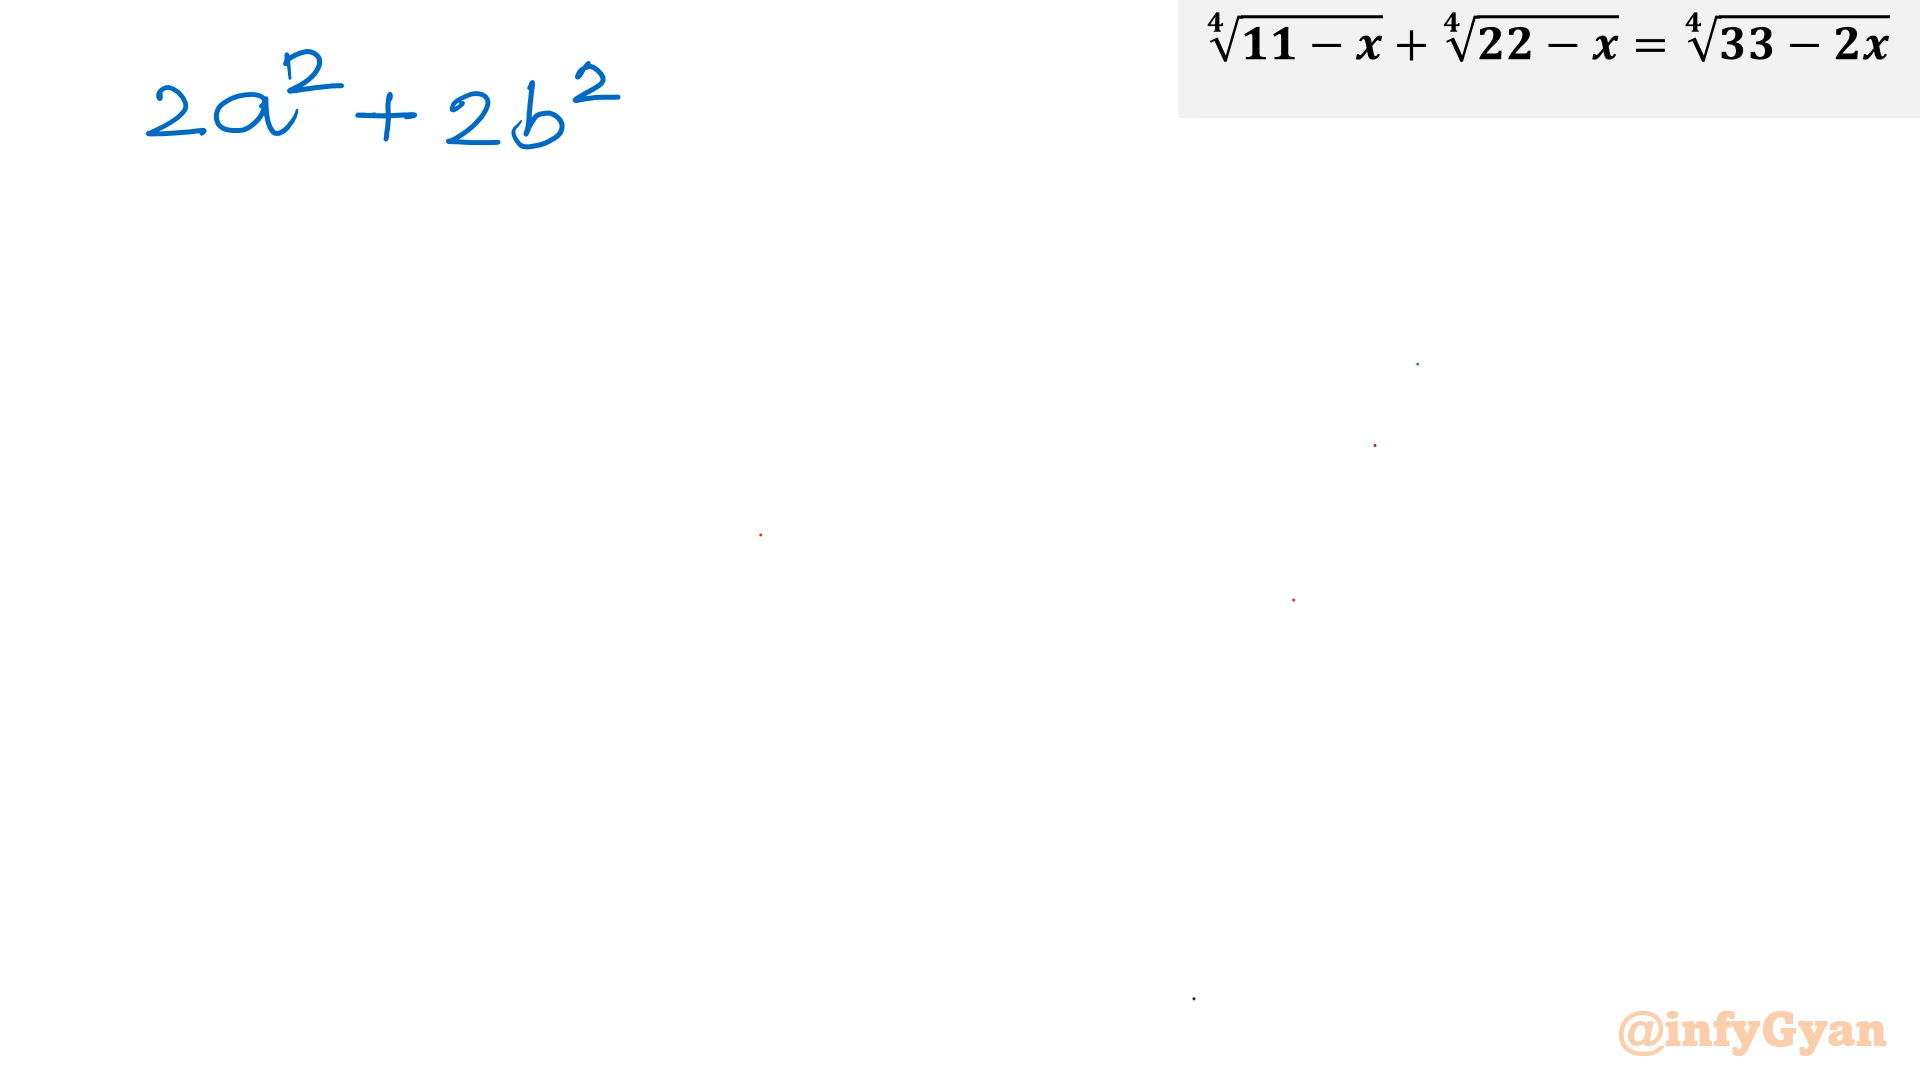 ∜(11 − x) + ∜(22 − x) = ∜(33 − 2x)
2a² + 2b²
@infyGyan